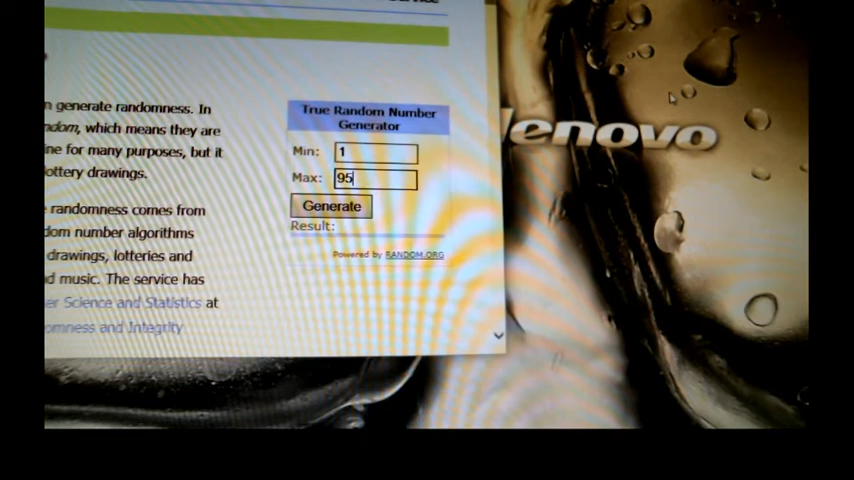 n generate randomness. In
ndom, which means they are
ine for many purposes, but it
ottery drawings.
randomness comes from
dom number algorithms
drawings, lotteries and
d music. The service has
er Science and Statistics at
omness and Integrity
True Random Number
Generator
Min: 1
Max: 95
Generate
Result:
Powered by RANDOM.ORG
lenovo